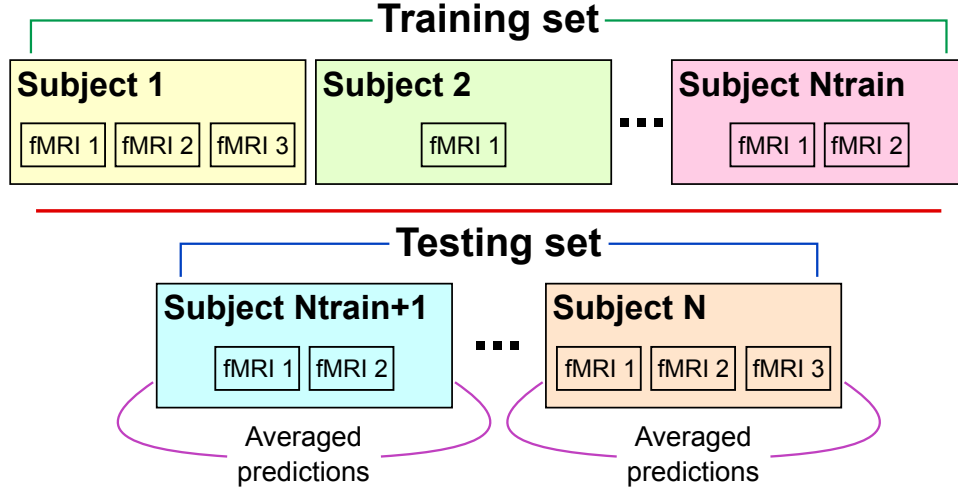 Training set
Subject 1
fMRI 1 fMRI 2 fMRI 3
Subject 2
fMRI 1
...
Subject Ntrain
fMRI 1 fMRI 2
Testing set
Subject Ntrain+1
fMRI 1 fMRI 2
...
Subject N
fMRI 1 fMRI 2 fMRI 3
Averaged
predictions
Averaged
predictions